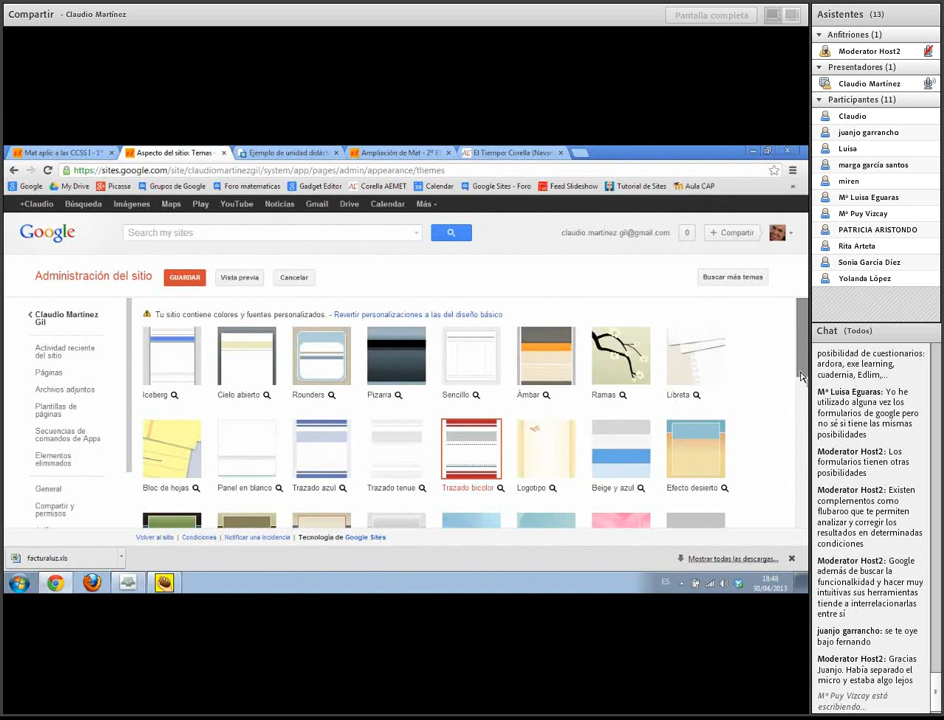 Compartir - Claudio Martínez
Pantalla completa
Mat aplic a las CCSS I - 1º
Aspecto del sitio: Temas
Ejemplo de unidad didác
Ampliación de Mat - 2º E
El Tiempo: Corella (Nava
https://sites.google.com/site/claudiomartinezgil/system/app/pages/admin/appearance/themes
Google My Drive Picassa Grupos de Google Foro matematicas Gadget Editor Corella AEMET Calendar Google Sites - Foro Feed Slideshow Tutorial de Sites Aula CAP
+Claudio Búsqueda Imágenes Maps Play YouTube Noticias Gmail Drive Calendar Más
Google
Search my sites
claudio.martinez.gil@gmail.com
0
+ Compartir
Administración del sitio
GUARDAR
Vista previa
Cancelar
Buscar más temas
Claudio Martinez
Gil
Actividad reciente
del sitio
Páginas
Archivos adjuntos
Plantillas de
páginas
Secuencias de
comandos de Apps
Elementos
eliminados
General
Compartir y
permisos
Tu sitio contiene colores y fuentes personalizados. - Revertir personalizaciones a las del diseño básico
Iceberg Cielo abierto Rounders Pizarra Sencillo Ámbar Ramas Libreta
Bloc de hojas Panel en blanco Trazado azul Trazado tenue Trazado bicolor Logotipo Beige y azul Efecto desierto
Volver al sitio | Condiciones | Notificar una incidencia | Tecnología de Google Sites
facturaluz.xls
Mostrar todas las descargas...
ES
18:48
30/04/2013
Asistentes (13)
Anfitriones (1)
Moderator Host2
Presentadores (1)
Claudio Martínez
Participantes (11)
Claudio
juanjo garrancho
Luisa
marga garcía santos
miren
Mª Luisa Eguaras
Mª Puy Vizcay
PATRICIA ARISTONDO
Rita Arteta
Sonia García Díez
Yolanda López
Chat (Todos)
posibilidad de cuestionarios:
ardora, exe learning,
cuadernia, Edlim,...
Mª Luisa Eguaras: Yo he
utilizado alguna vez los
formularios de google pero
no sé si tiene las mismas
posibilidades
Moderator Host2: Los
formularios tienen otras
posibilidades
Moderator Host2: Existen
complementos como
flubaroo que te permiten
analizar y corregir los
resultados en determinadas
condiciones
Moderator Host2: Google
además de buscar la
funcionalkidad y hacer muy
intuitivas sus herramientas
tiende a interrelacionarlas
entre sí
juanjo garrancho: se te oye
bajo fernando
Moderator Host2: Gracias
Juanjo. Había separado el
micro y estaba algo lejos
Mª Puy Vizcay está
escribiendo...